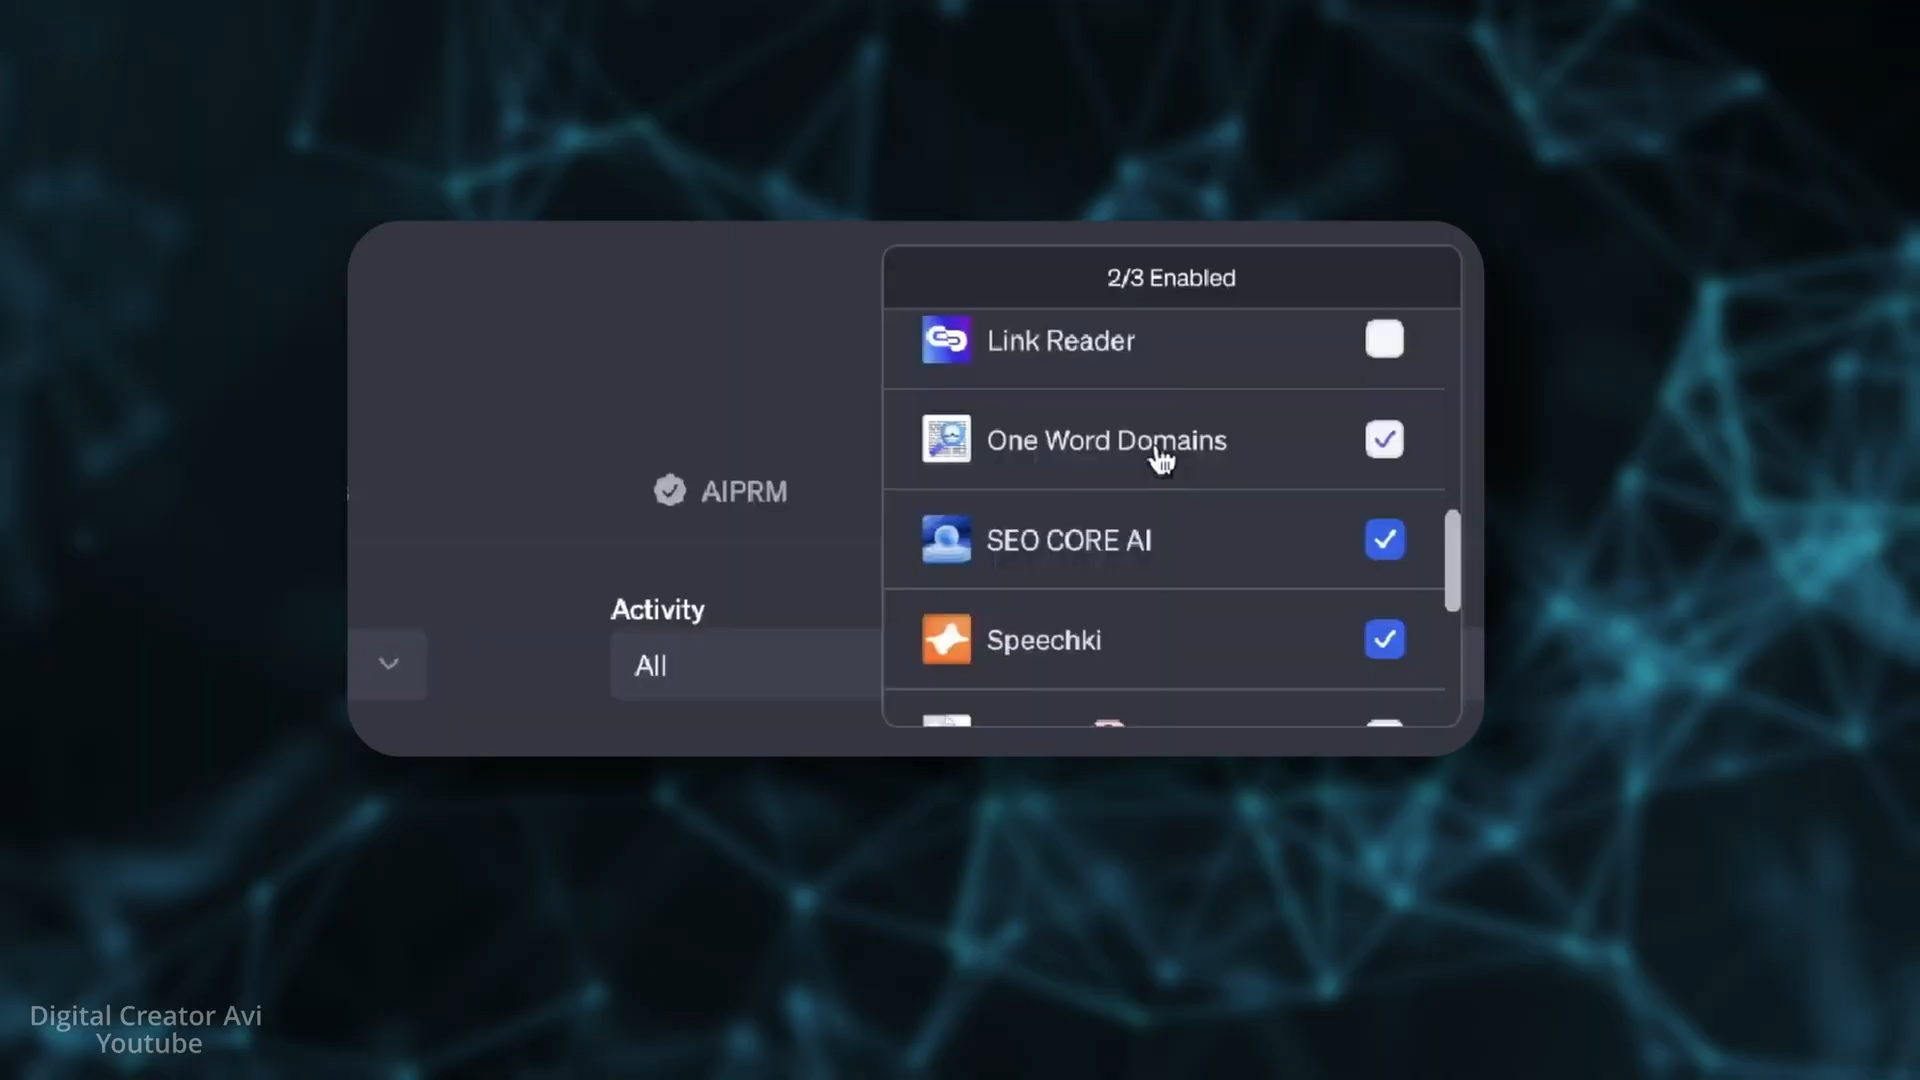 2/3 Enabled
Link Reader
One Word Domains
AIPRM
SEO CORE AI
Activity
Speechki
All
Digital Creator Avi
Youtube